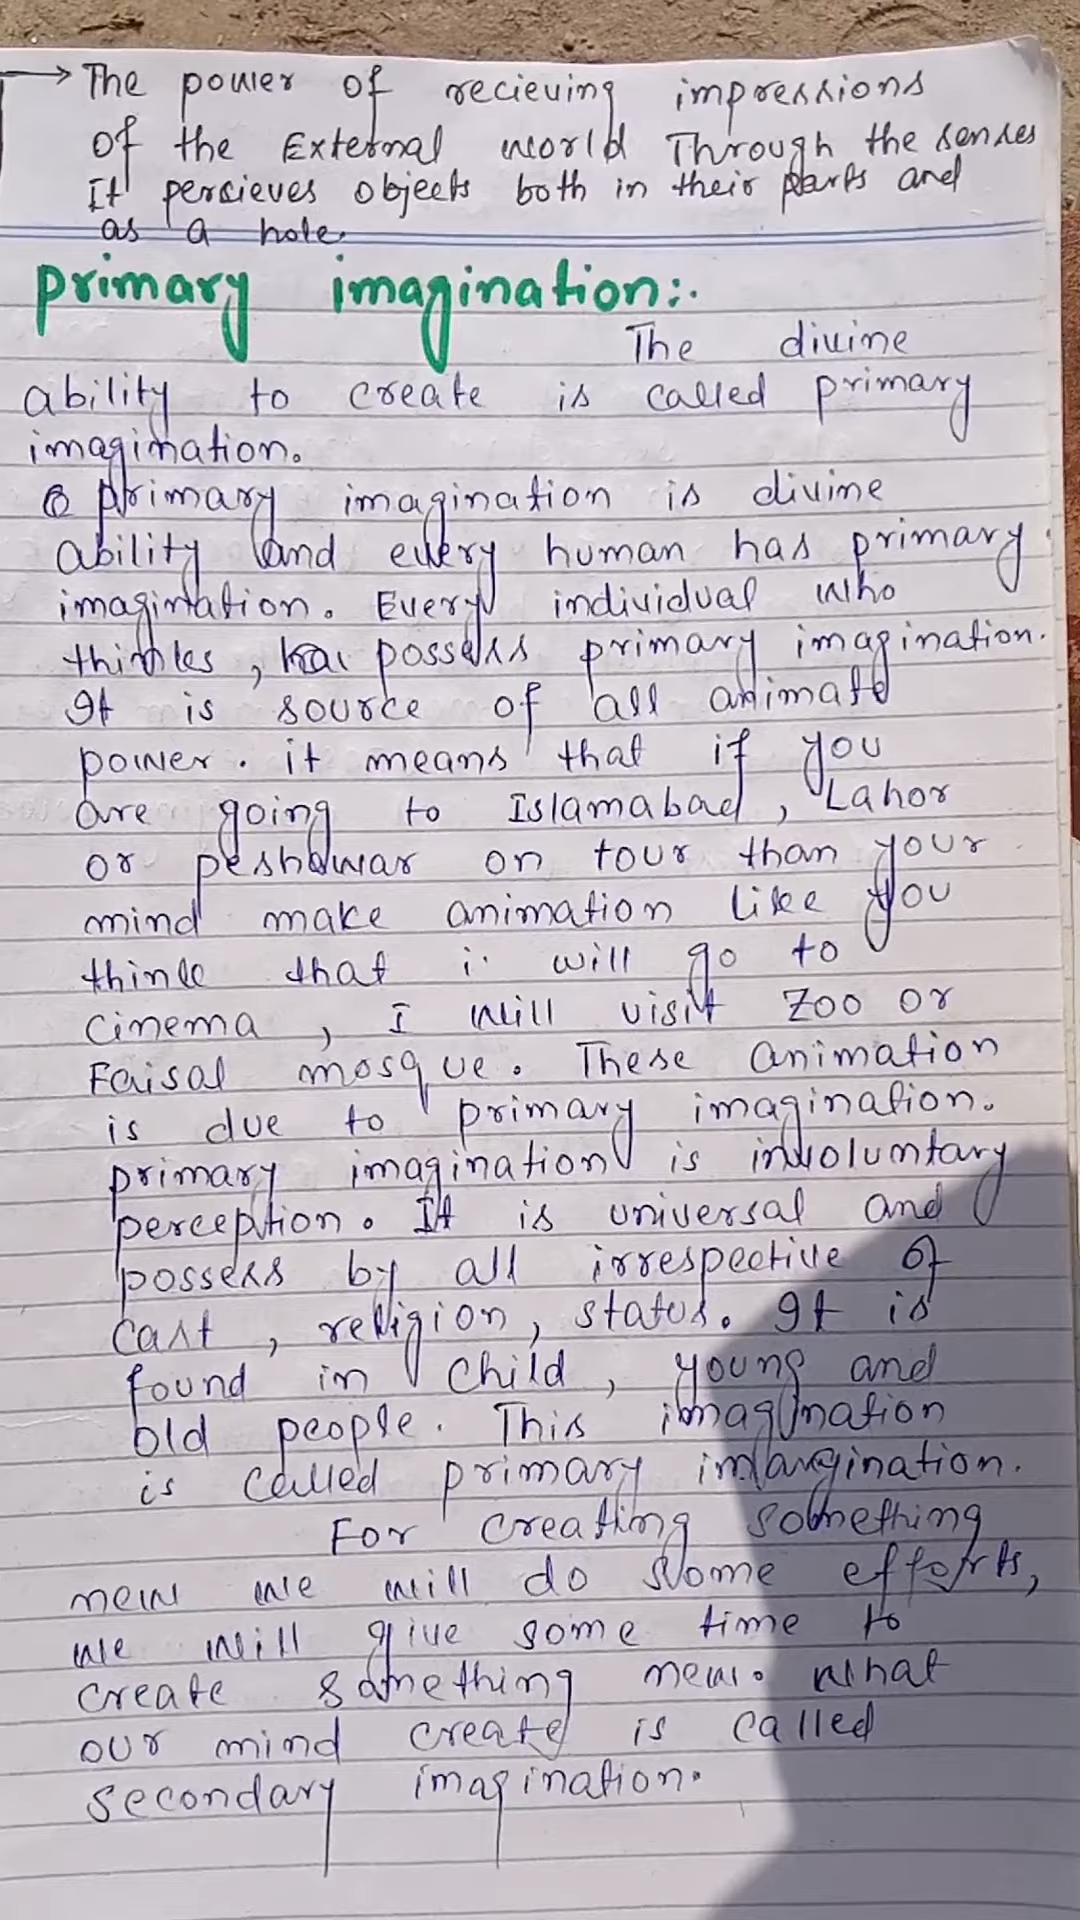 → The power of recieving impressions
of the External world Through the senses
It persieves objects both in their parts and
as a hole.
primary imagination:.
The divine
ability to create is called primary
imagination.
primary imagination is divine
ability and every human has primary
imagination. Every individual who
thinks, possess primary imagination.
It is source of all animate
power. it means that if you
are going to Islamabad, Lahor
or peshawar on tour than your
mind make animation like you
think that i will go to
cinema, I will visit Zoo or
Faisal mosque. These animation
is due to primary imagination.
primary imagination is involuntary
perception. It is universal and
possess by all irrespective of
cast, religion, status. It is
found in child, young and
old people. This imagination
is called primary imagination.
For creating something
new we will do some efforts,
we will give some time to
create something new. what
our mind create is called
secondary imagination.